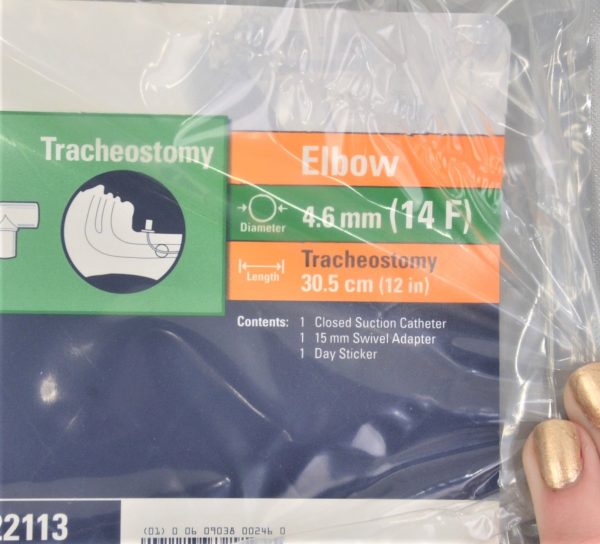 Tracheostomy
Elbow
Diameter
4.6 mm (14 F)
Length
Tracheostomy
30.5 cm (12 in)
Contents: 1 Closed Suction Catheter
1 15 mm Swivel Adapter
1 Day Sticker
22113
(01) 0 06 09038 00246 0